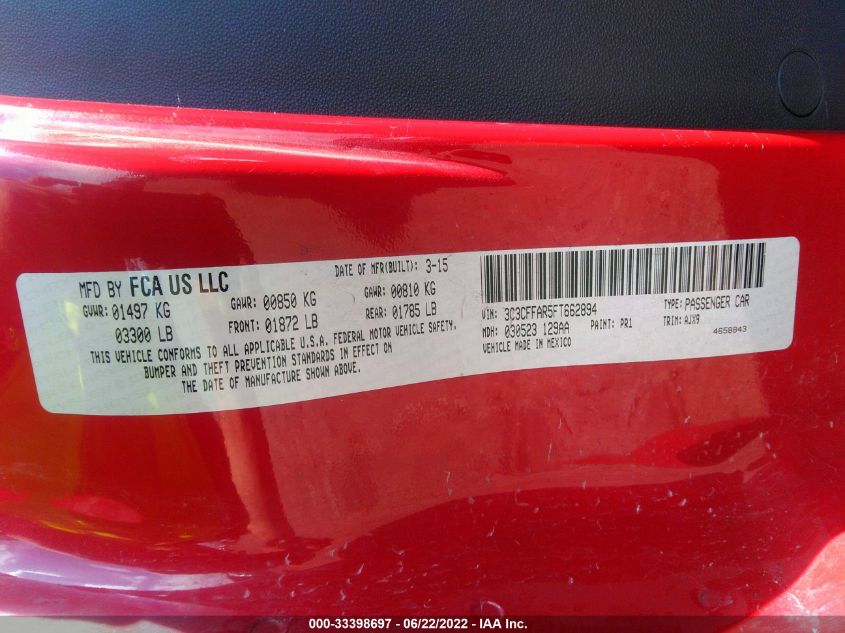 MFD BY FCA US LLC
DATE OF MFR(BUILT): 3-15
GVWR: 01497 KG
GAWR: 00850 KG
GAWR: 00810 KG
03300 LB
FRONT: 01872 LB
REAR: 01785 LB
THIS VEHICLE CONFORMS TO ALL APPLICABLE U.S.A. FEDERAL MOTOR VEHICLE SAFETY,
BUMPER AND THEFT PREVENTION STANDARDS IN EFFECT ON
THE DATE OF MANUFACTURE SHOWN ABOVE.
VIN: 3C3CFFAR5FT662894
TYPE: PASSENGER CAR
MDH: 030523 129AA
PAINT: PR1
TRIM: AJX9
VEHICLE MADE IN MEXICO
4658843
000-33398697 - 06/22/2022 - IAA Inc.